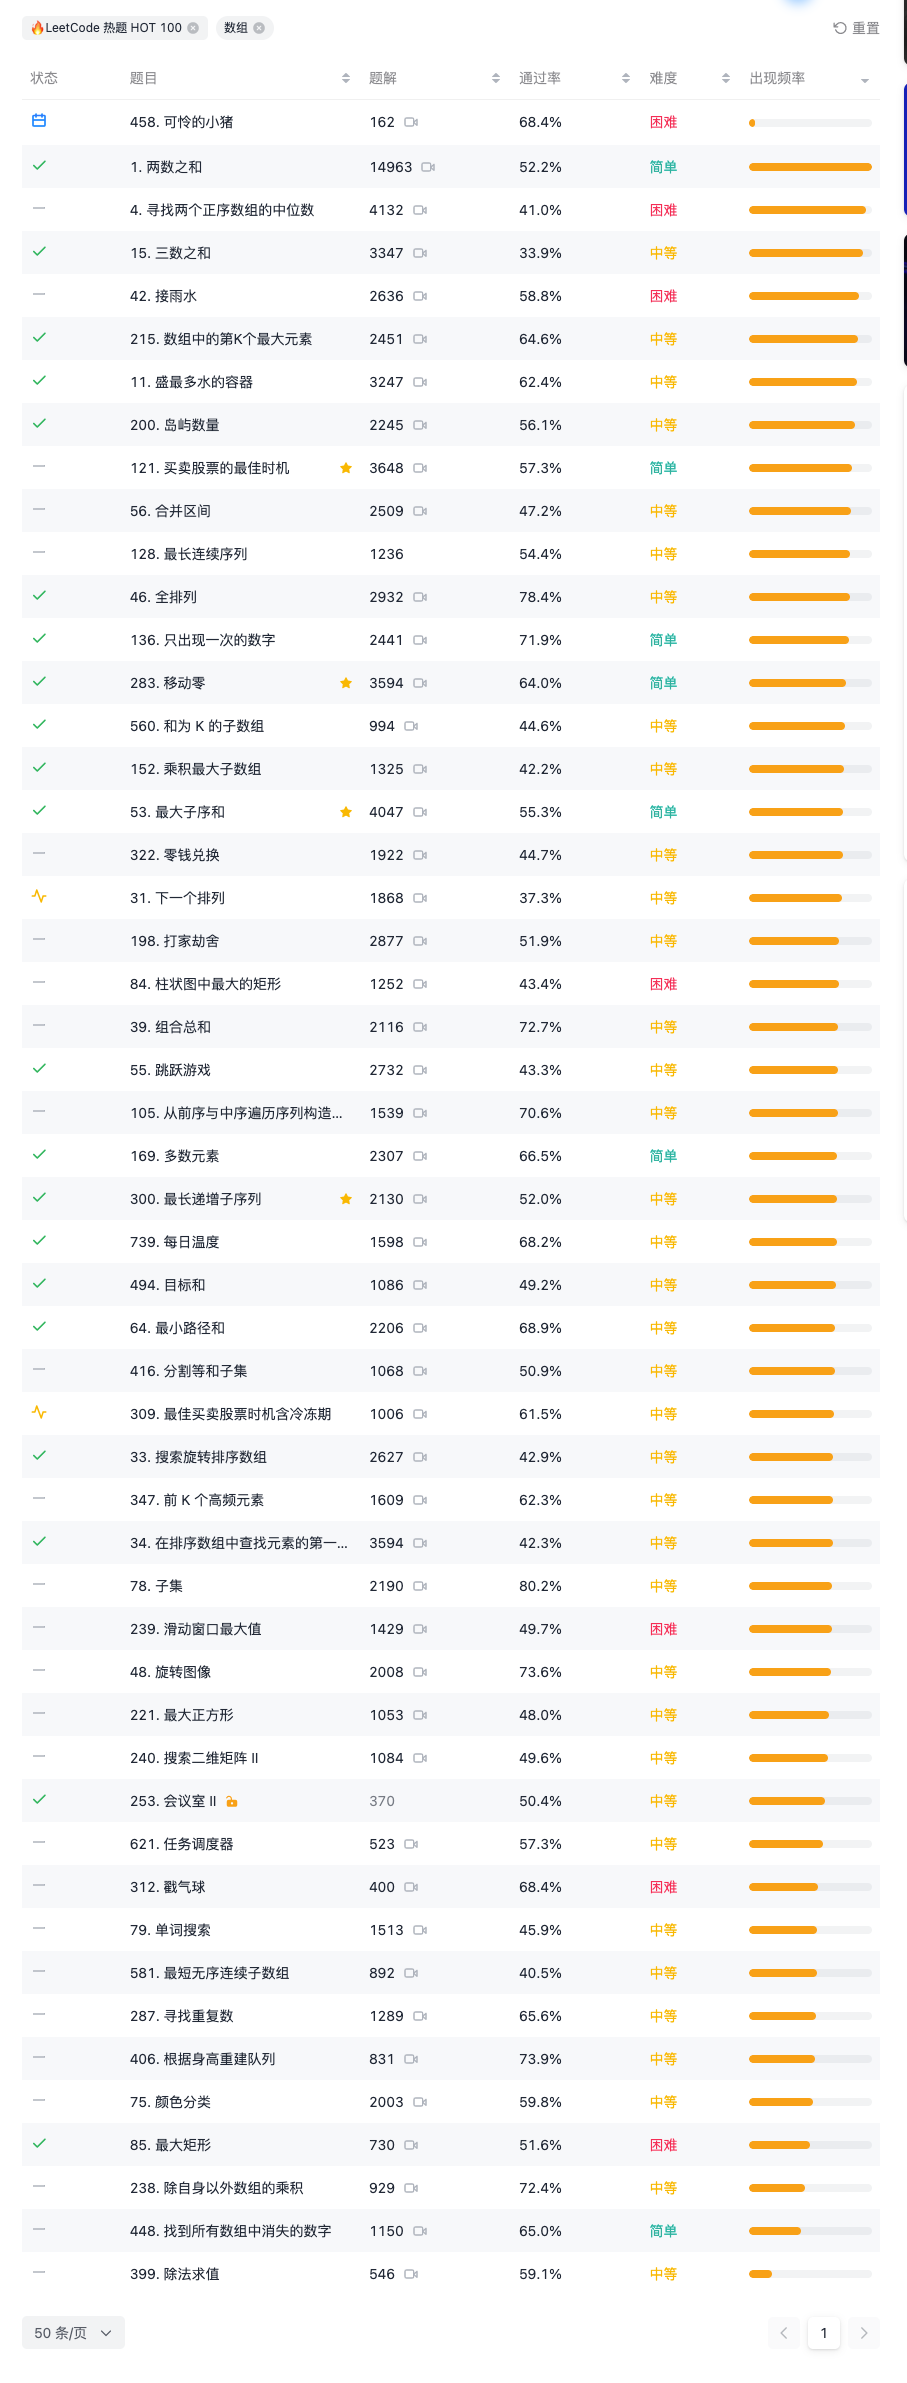 🔥LeetCode 热题 HOT 100 数组 重置
状态 题目 题解 通过率 难度 出现频率
458. 可怜的小猪 162 68.4% 困难
1. 两数之和 14963 52.2% 简单
4. 寻找两个正序数组的中位数 4132 41.0% 困难
15. 三数之和 3347 33.9% 中等
42. 接雨水 2636 58.8% 困难
215. 数组中的第K个最大元素 2451 64.6% 中等
11. 盛最多水的容器 3247 62.4% 中等
200. 岛屿数量 2245 56.1% 中等
121. 买卖股票的最佳时机 3648 57.3% 简单
56. 合并区间 2509 47.2% 中等
128. 最长连续序列 1236 54.4% 中等
46. 全排列 2932 78.4% 中等
136. 只出现一次的数字 2441 71.9% 简单
283. 移动零 3594 64.0% 简单
560. 和为 K 的子数组 994 44.6% 中等
152. 乘积最大子数组 1325 42.2% 中等
53. 最大子序和 4047 55.3% 简单
322. 零钱兑换 1922 44.7% 中等
31. 下一个排列 1868 37.3% 中等
198. 打家劫舍 2877 51.9% 中等
84. 柱状图中最大的矩形 1252 43.4% 困难
39. 组合总和 2116 72.7% 中等
55. 跳跃游戏 2732 43.3% 中等
105. 从前序与中序遍历序列构造... 1539 70.6% 中等
169. 多数元素 2307 66.5% 简单
300. 最长递增子序列 2130 52.0% 中等
739. 每日温度 1598 68.2% 中等
494. 目标和 1086 49.2% 中等
64. 最小路径和 2206 68.9% 中等
416. 分割等和子集 1068 50.9% 中等
309. 最佳买卖股票时机含冷冻期 1006 61.5% 中等
33. 搜索旋转排序数组 2627 42.9% 中等
347. 前 K 个高频元素 1609 62.3% 中等
34. 在排序数组中查找元素的第一... 3594 42.3% 中等
78. 子集 2190 80.2% 中等
239. 滑动窗口最大值 1429 49.7% 困难
48. 旋转图像 2008 73.6% 中等
221. 最大正方形 1053 48.0% 中等
240. 搜索二维矩阵 II 1084 49.6% 中等
253. 会议室 II 370 50.4% 中等
621. 任务调度器 523 57.3% 中等
312. 戳气球 400 68.4% 困难
79. 单词搜索 1513 45.9% 中等
581. 最短无序连续子数组 892 40.5% 中等
287. 寻找重复数 1289 65.6% 中等
406. 根据身高重建队列 831 73.9% 中等
75. 颜色分类 2003 59.8% 中等
85. 最大矩形 730 51.6% 困难
238. 除自身以外数组的乘积 929 72.4% 中等
448. 找到所有数组中消失的数字 1150 65.0% 简单
399. 除法求值 546 59.1% 中等
50 条/页 1